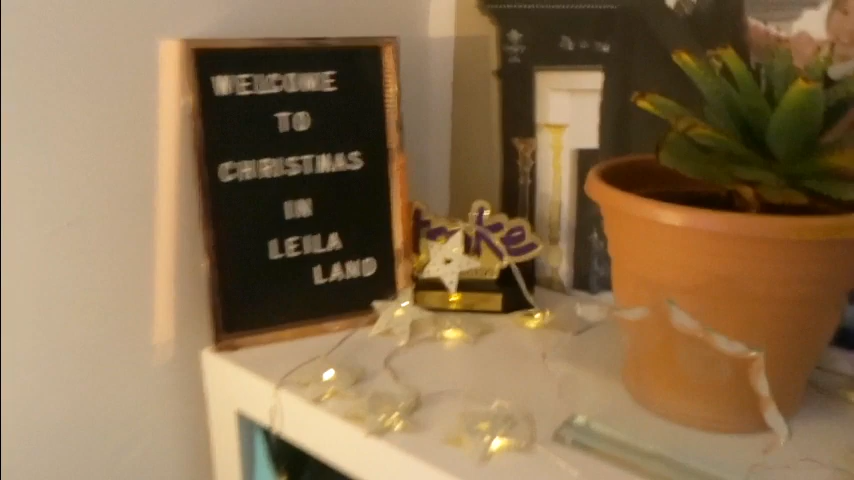 WELCOME
TO
CHRISTMAS
IN
LEILA
LAND